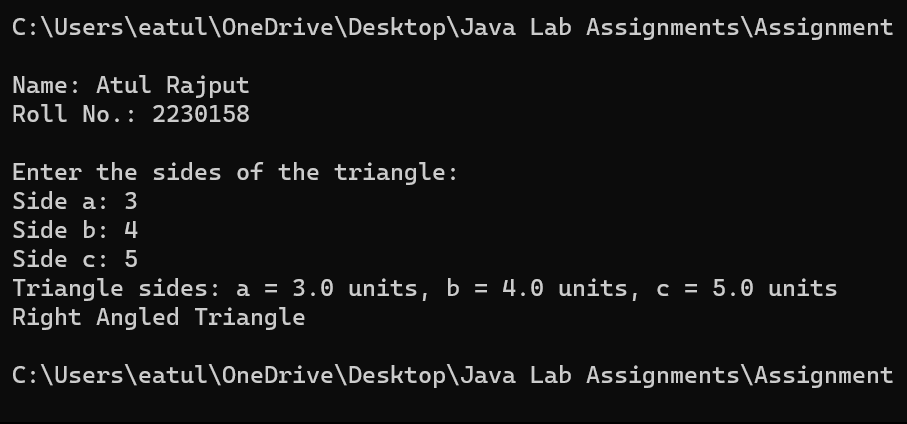 C:\Users\eatul\OneDrive\Desktop\Java Lab Assignments\Assignment
Name: Atul Rajput
Roll No.: 2230158
Enter the sides of the triangle:
Side a: 3
Side b: 4
Side c: 5
Triangle sides: a = 3.0 units, b = 4.0 units, c = 5.0 units
Right Angled Triangle
C:\Users\eatul\OneDrive\Desktop\Java Lab Assignments\Assignment